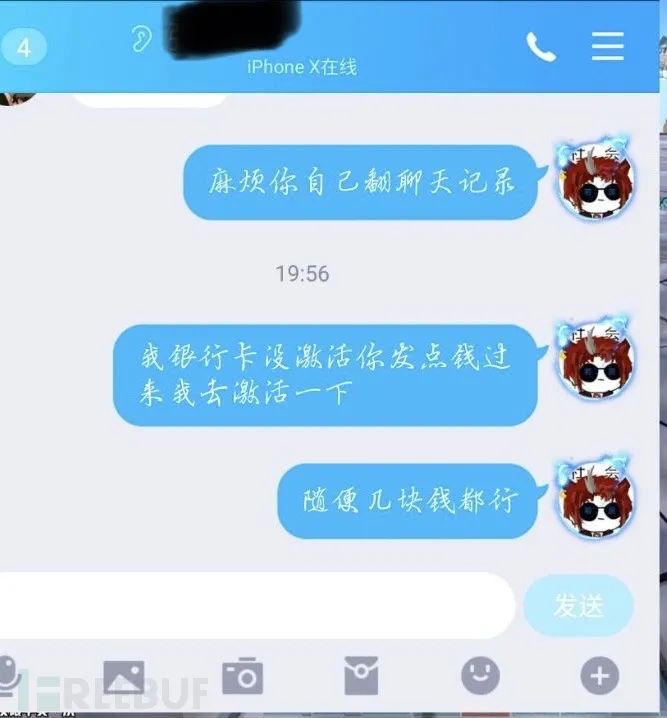 4
iPhone X在线
麻烦你自己翻聊天记录
19:56
我银行卡没激活你发点钱过
来我去激活一下
随便几块钱都行
发送
FREEBUF